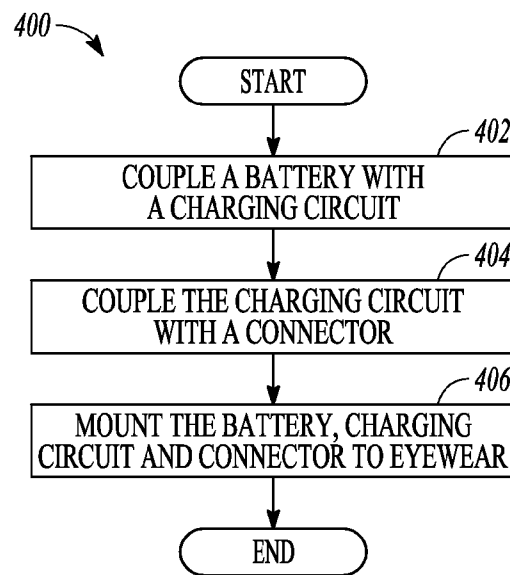 400
START
402
COUPLE A BATTERY WITH
A CHARGING CIRCUIT
404
COUPLE THE CHARGING CIRCUIT
WITH A CONNECTOR
406
MOUNT THE BATTERY, CHARGING
CIRCUIT AND CONNECTOR TO EYEWEAR
END